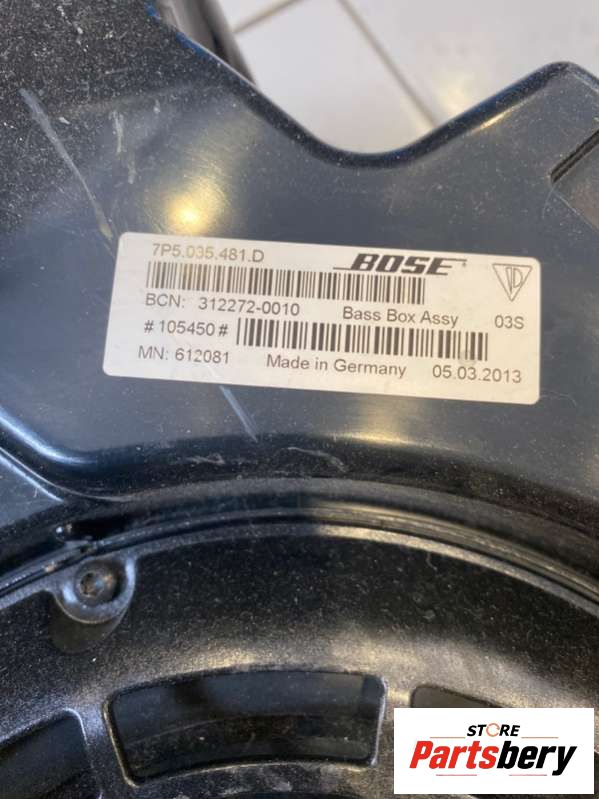 7P5.035.481.D BOSE
BCN: 312272-0010 Bass Box Assy 03S
#105450#
MN: 612081 Made in Germany 05.03.2013
STORE
Partsbery